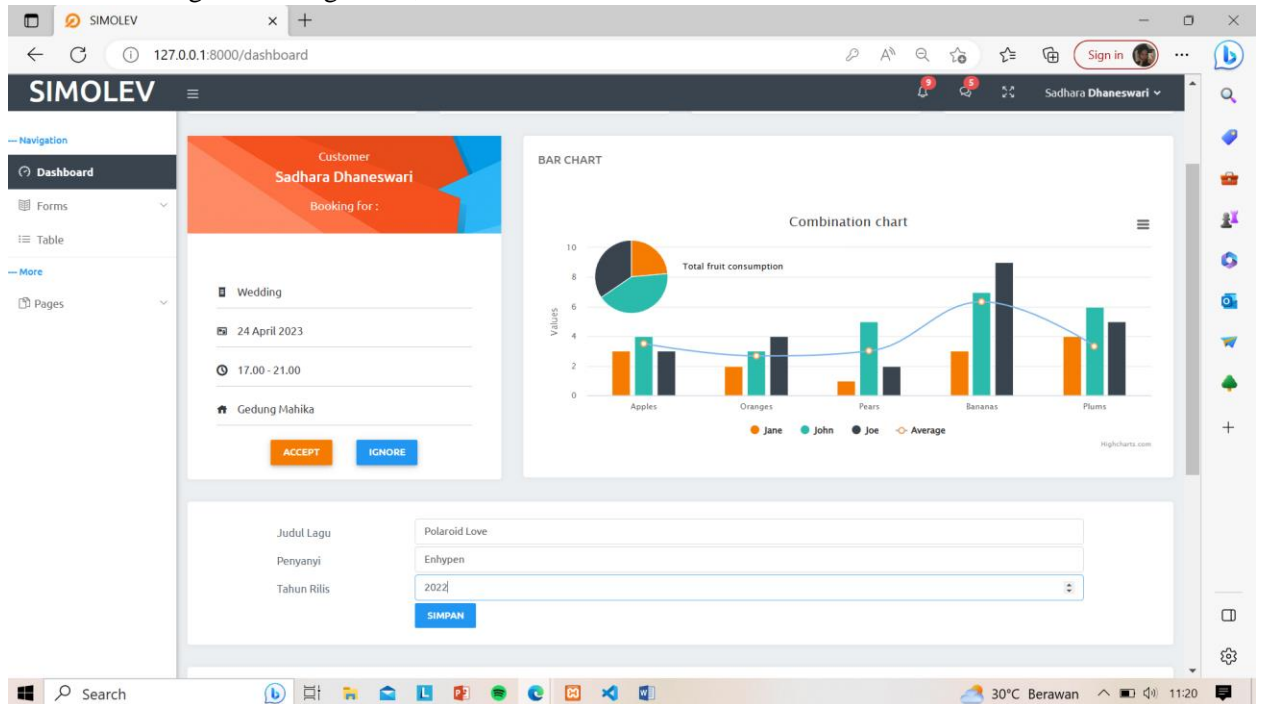 SIMOLEV
127.0.0.1:8000/dashboard
Sign in
SIMOLEV
9
5
Sadhara Dhaneswari
Navigation
Dashboard
Forms
Table
More
Pages
Customer
Sadhara Dhaneswari
Booking for :
Wedding
24 April 2023
17.00 - 21.00
Gedung Mahika
ACCEPT IGNORE
BAR CHART
Combination chart
Total fruit consumption
Values
10
8
6
4
2
0
Apples Oranges Pears Bananas Plums
Jane John Joe Average
Highcharts.com
Judul Lagu Polaroid Love
Penyanyi Enhypen
Tahun Rilis 2022
SIMPAN
Search
30°C Berawan 11:20